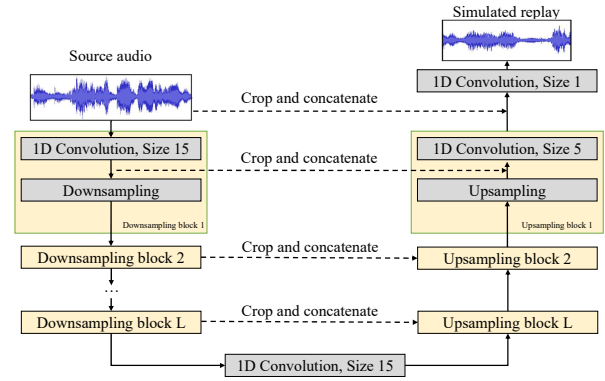 Simulated replay
Source audio
1D Convolution, Size 1
Crop and concatenate
1D Convolution, Size 15
1D Convolution, Size 5
Crop and concatenate
Downsampling
Upsampling
Downsampling block 1
Upsampling block 1
Downsampling block 2
Crop and concatenate
Upsampling block 2
...
Crop and concatenate
Downsampling block L
Upsampling block L
1D Convolution, Size 15